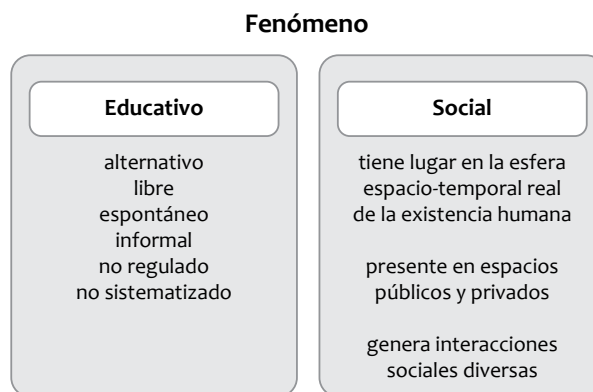 Fenómeno
Educativo
alternativo
libre
espontáneo
informal
no regulado
no sistematizado
Social
tiene lugar en la esfera
espacio-temporal real
de la existencia humana
presente en espacios
públicos y privados
genera interacciones
sociales diversas